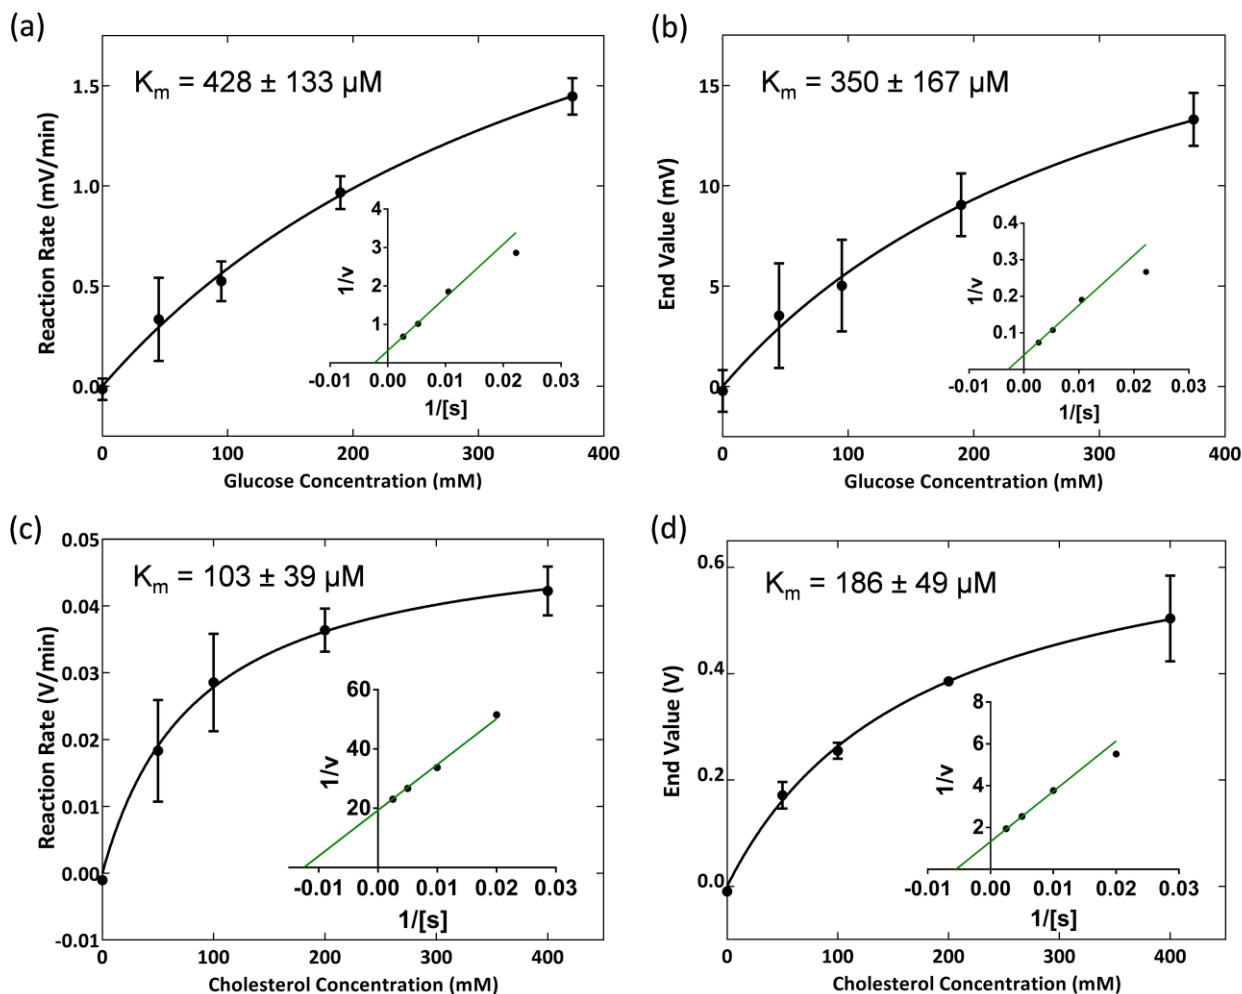 (a)
K_m = 428 ± 133 µM
Reaction Rate (mV/min)
1.5
1.0
0.5
0.0
0 100 200 300 400
Glucose Concentration (mM)
1/v
4
3
2
1
-0.01 0.00 0.01 0.02 0.03
1/[s]
(b)
K_m = 350 ± 167 µM
End Value (mV)
15
10
5
0
0 100 200 300 400
Glucose Concentration (mM)
1/v
0.4
0.3
0.2
0.1
-0.01 0.00 0.01 0.02 0.03
1/[s]
(c)
K_m = 103 ± 39 µM
Reaction Rate (V/min)
0.05
0.04
0.03
0.02
0.01
0.00
-0.01
0 100 200 300 400
Cholesterol Concentration (mM)
1/v
60
40
20
0.00 0.01 0.02 0.03
-0.01
1/[s]
(d)
K_m = 186 ± 49 µM
End Value (V)
0.6
0.4
0.2
0.0
0 100 200 300 400
Cholesterol Concentration (mM)
1/v
8
6
4
2
-0.01 0.00 0.01 0.02 0.03
1/[s]